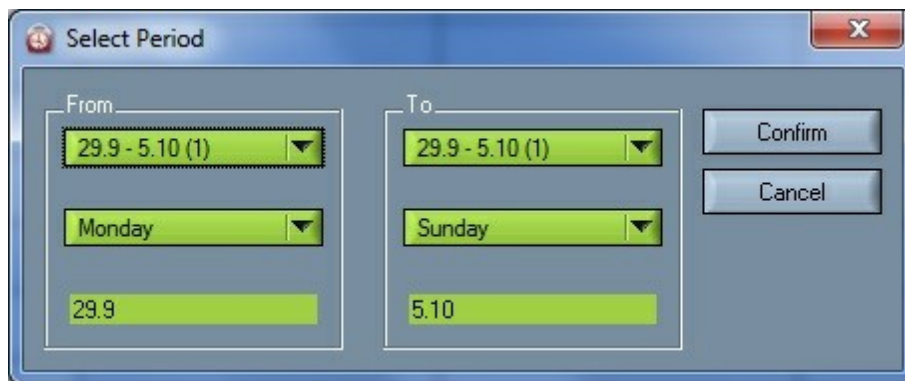 Select Period
From
29.9 - 5.10 (1)
Monday
29.9
To
29.9 - 5.10 (1)
Sunday
5.10
Confirm
Cancel